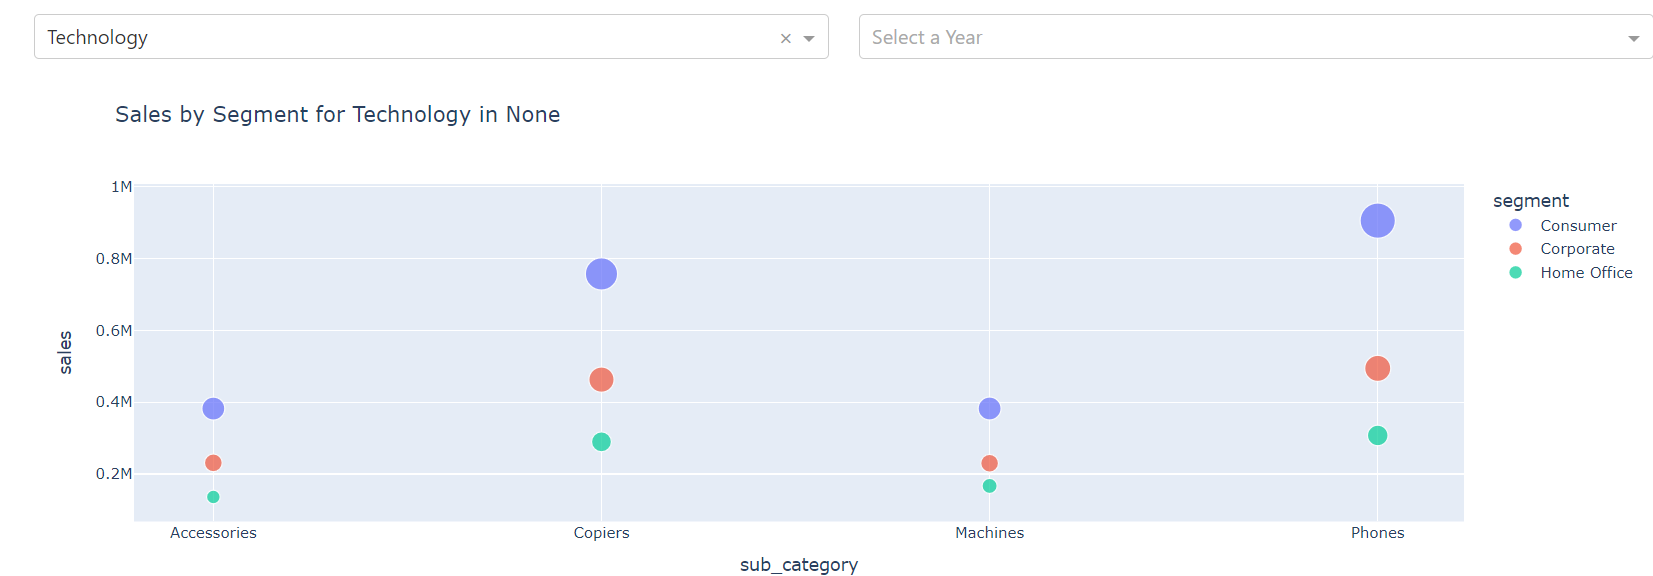 Technology
Select a Year
Sales by Segment for Technology in None
1M
0.8M
0.6M
0.4M
0.2M
sales
Accessories
Copiers
Machines
Phones
sub_category
segment
Consumer
Corporate
Home Office